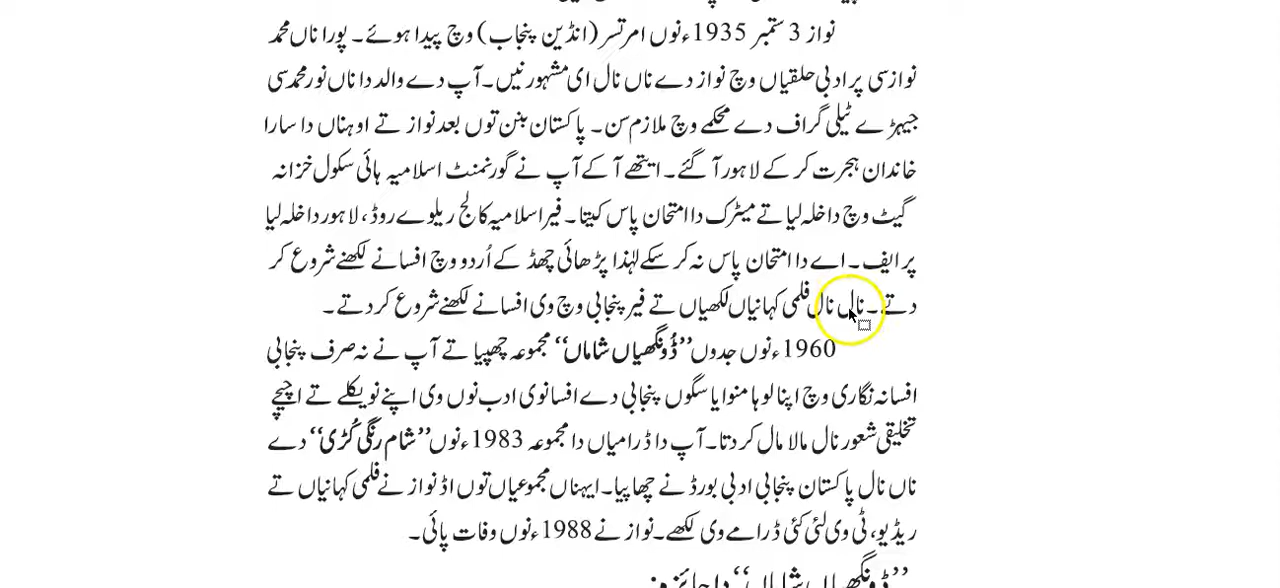 نواز 3 ستمبر 1935ء نوں امرتسر (انڈین پنجاب) وچ پیدا ہوئے۔ پورا ناں محمد
نواز سی پر ادبی حلقیاں وچ نواز دے ناں نال ای مشہور نیں۔ آپ دے والد دا ناں نور محمد سی
جیہڑے ٹیلی گراف دے محکمے وچ ملازم سن۔ پاکستان بنن توں بعد نواز تے اوہناں دا سارا
خاندان ہجرت کر کے لاہور آ گئے۔ ایتھے آ کے آپ نے گورنمنٹ اسلامیہ ہائی سکول خزانہ
گیٹ وچ داخلہ لیا تے میٹرک دا امتحان پاس کیتا۔ فیر اسلامیہ کالج ریلوے روڈ، لاہور داخلہ لیا
پر ایف۔ اے دا امتحان پاس نہ کر سکے لہٰذا پڑھائی چھڈ کے اُردو وچ افسانے لکھنے شروع کر
دتے۔ نال نال فلمی کہانیاں لکھیاں تے فیر پنجابی وچ وی افسانے لکھنے شروع کر دتے۔
1960ء نوں جدوں ”ڈونگھیاں شاماں“ مجموعہ چھپیا تے آپ نے نہ صرف پنجابی
افسانہ نگاری وچ اپنا لوہا منوایا سگوں پنجابی دے افسانوی ادب نوں وی اپنے نویکلے تے اچیچے
تخلیقی شعور نال مالا مال کر دتا۔ آپ دا ڈرامیاں دا مجموعہ 1983ء نوں ”شام رنگی کُڑی“ دے
ناں نال پاکستان پنجابی ادبی بورڈ نے چھاپیا۔ ایہناں مجموعیاں توں اڈ نواز نے فلمی کہانیاں تے
ریڈیو، ٹی وی لئی کئی ڈرامے وی لکھے۔ نواز نے 1988ء نوں وفات پائی۔
”ڈونگھیاں شاماں“ دا جائزہ